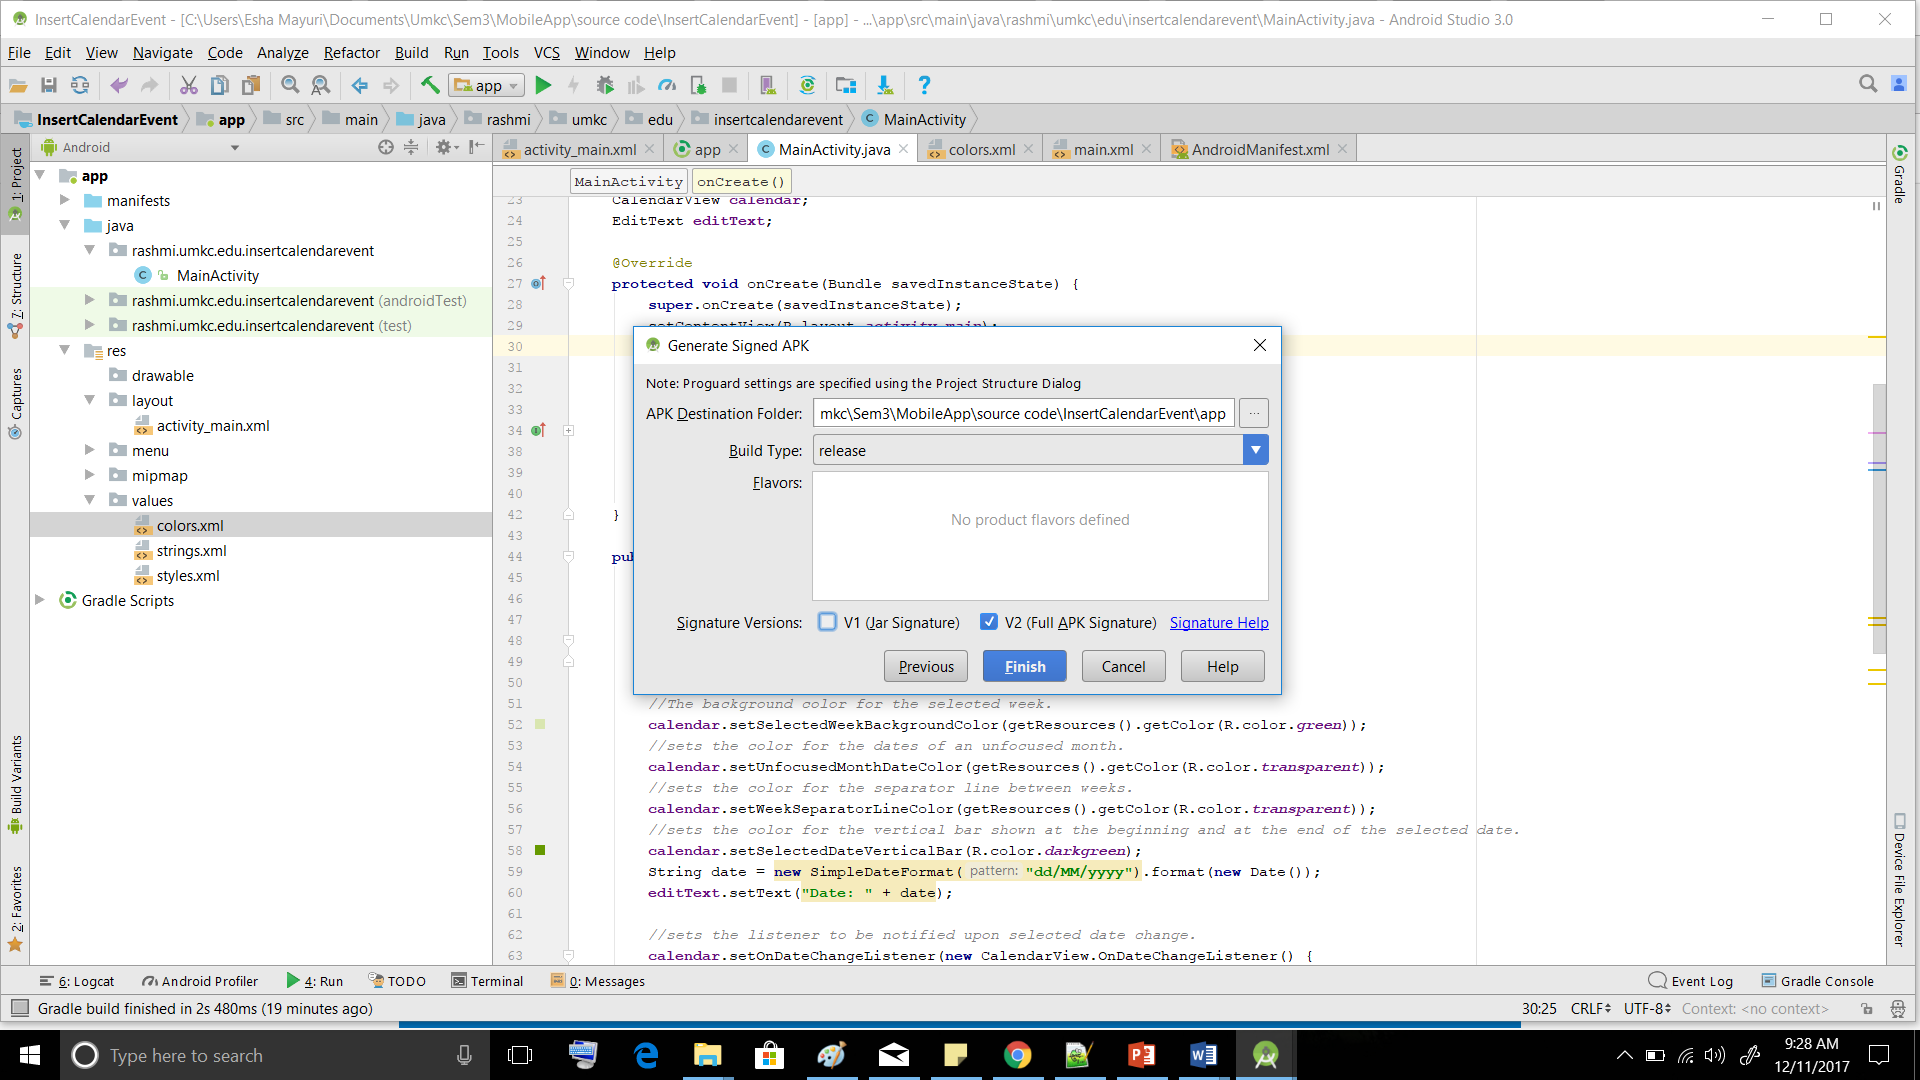 InsertCalendarEvent - [C:\Users\Esha Mayuri\Documents\Umkc\Sem3\MobileApp\source code\InsertCalendarEvent] - [app] - ...\app\src\main\java\rashmi\umkc\edu\insertcalendarevent\MainActivity.java - Android Studio 3.0
File Edit View Navigate Code Analyze Refactor Build Run Tools VCS Window Help
app
InsertCalendarEvent app src main java rashmi umkc edu insertcalendarevent MainActivity
Android
activity_main.xml app MainActivity.java colors.xml main.xml AndroidManifest.xml
1: Project
7: Structure
Captures
Build Variants
2: Favorites
app
manifests
java
rashmi.umkc.edu.insertcalendarevent
MainActivity
rashmi.umkc.edu.insertcalendarevent (androidTest)
rashmi.umkc.edu.insertcalendarevent (test)
res
drawable
layout
activity_main.xml
menu
mipmap
values
colors.xml
strings.xml
styles.xml
Gradle Scripts
MainActivity onCreate()
23 CalendarView calendar;
24 EditText editText;
25
26 @Override
27 protected void onCreate(Bundle savedInstanceState) {
28 super.onCreate(savedInstanceState);
29 setContentView(R.layout.activity_main);
30
31
32
33
34
38
39
40
42 }
43
44 pu
45
46
47
48
49
50
51 //The background color for the selected week.
52 calendar.setSelectedWeekBackgroundColor(getResources().getColor(R.color.green));
53 //sets the color for the dates of an unfocused month.
54 calendar.setUnfocusedMonthDateColor(getResources().getColor(R.color.transparent));
55 //sets the color for the separator line between weeks.
56 calendar.setWeekSeparatorLineColor(getResources().getColor(R.color.transparent));
57 //sets the color for the vertical bar shown at the beginning and at the end of the selected date.
58 calendar.setSelectedDateVerticalBar(R.color.darkgreen);
59 String date = new SimpleDateFormat( pattern: "dd/MM/yyyy").format(new Date());
60 editText.setText("Date: " + date);
61
62 //sets the listener to be notified upon selected date change.
63 calendar.setOnDateChangeListener(new CalendarView.OnDateChangeListener() {
Generate Signed APK
Note: Proguard settings are specified using the Project Structure Dialog
APK Destination Folder: mkc\Sem3\MobileApp\source code\InsertCalendarEvent\app ...
Build Type: release
Flavors:
No product flavors defined
Signature Versions: V1 (Jar Signature) V2 (Full APK Signature) Signature Help
Previous Finish Cancel Help
Gradle
Device File Explorer
6: Logcat Android Profiler 4: Run TODO Terminal 0: Messages Event Log Gradle Console
Gradle build finished in 2s 480ms (19 minutes ago) 30:25 CRLF UTF-8 Context: <no context>
Type here to search
9:28 AM
12/11/2017